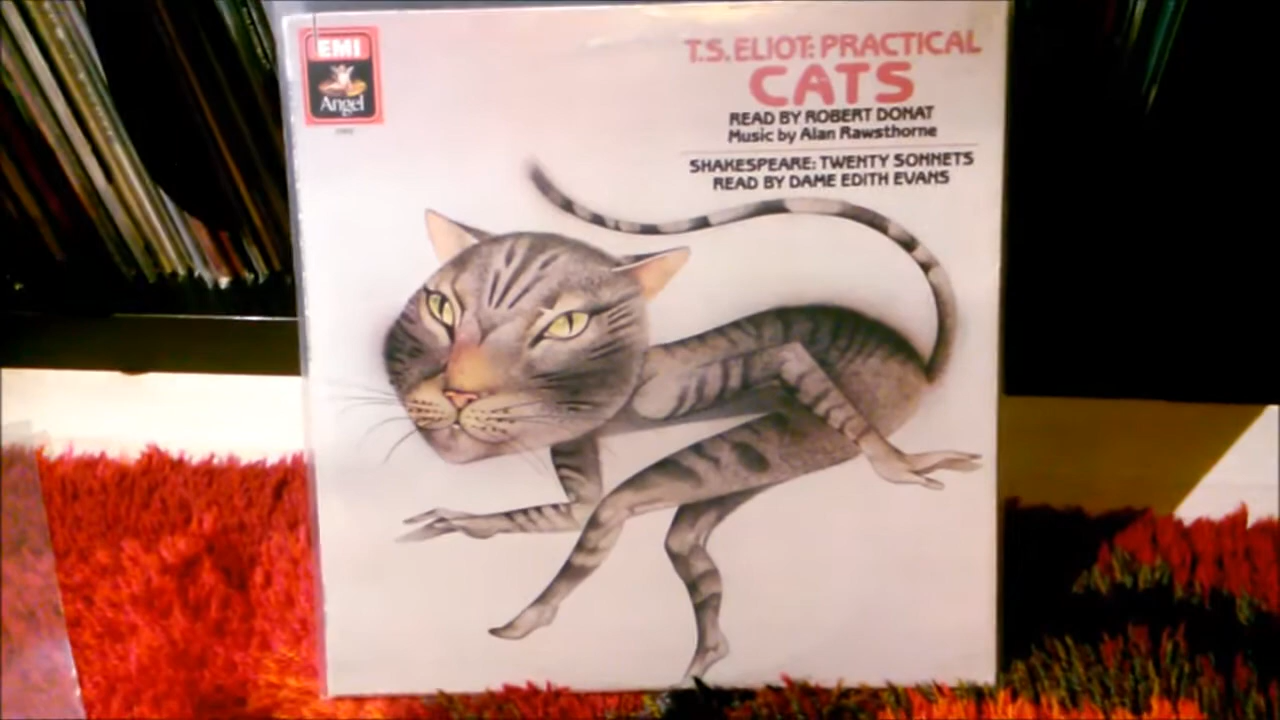 EMI
Angel
T.S. ELIOT: PRACTICAL
CATS
READ BY ROBERT DONAT
Music by Alan Rawsthorne
SHAKESPEARE: TWENTY SONNETS
READ BY DAME EDITH EVANS